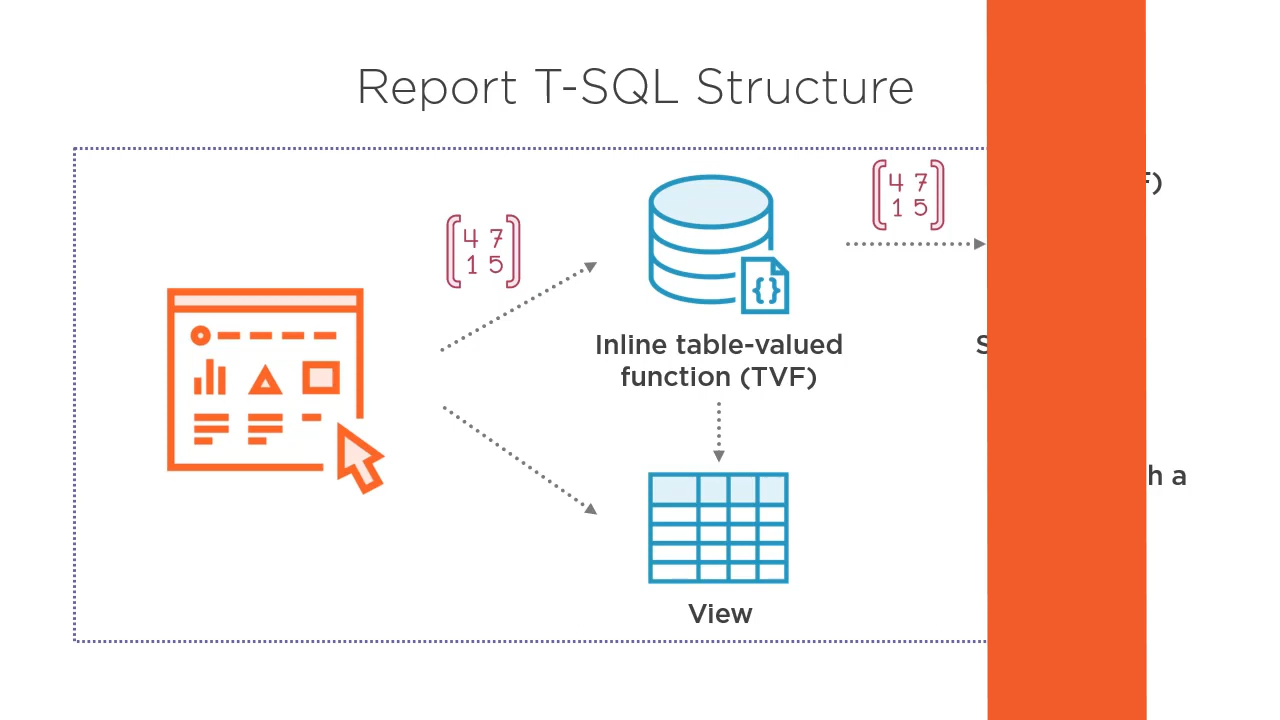 Report T-SQL Structure
4 7
1 5
4 7
1 5
{}
Inline table-valued
function (TVF)
View
S
F)
h a